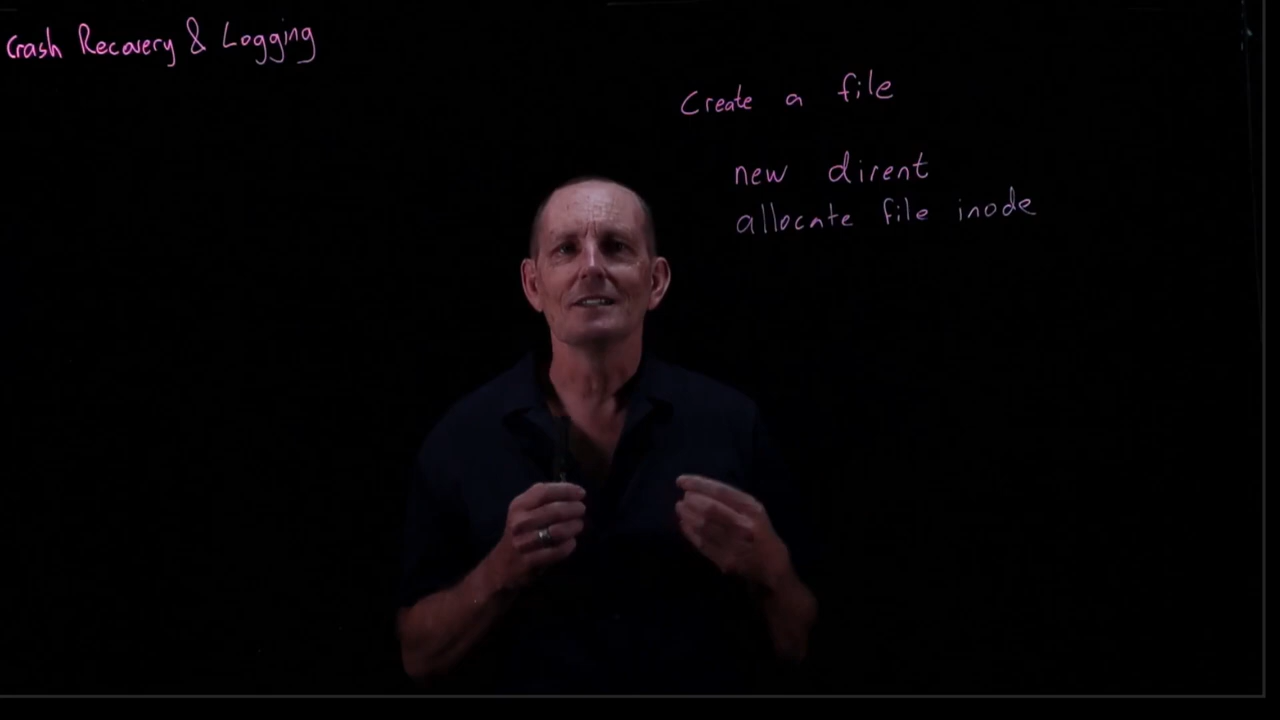 Crash Recovery & Logging
Create a file
new dirent
allocate file inode